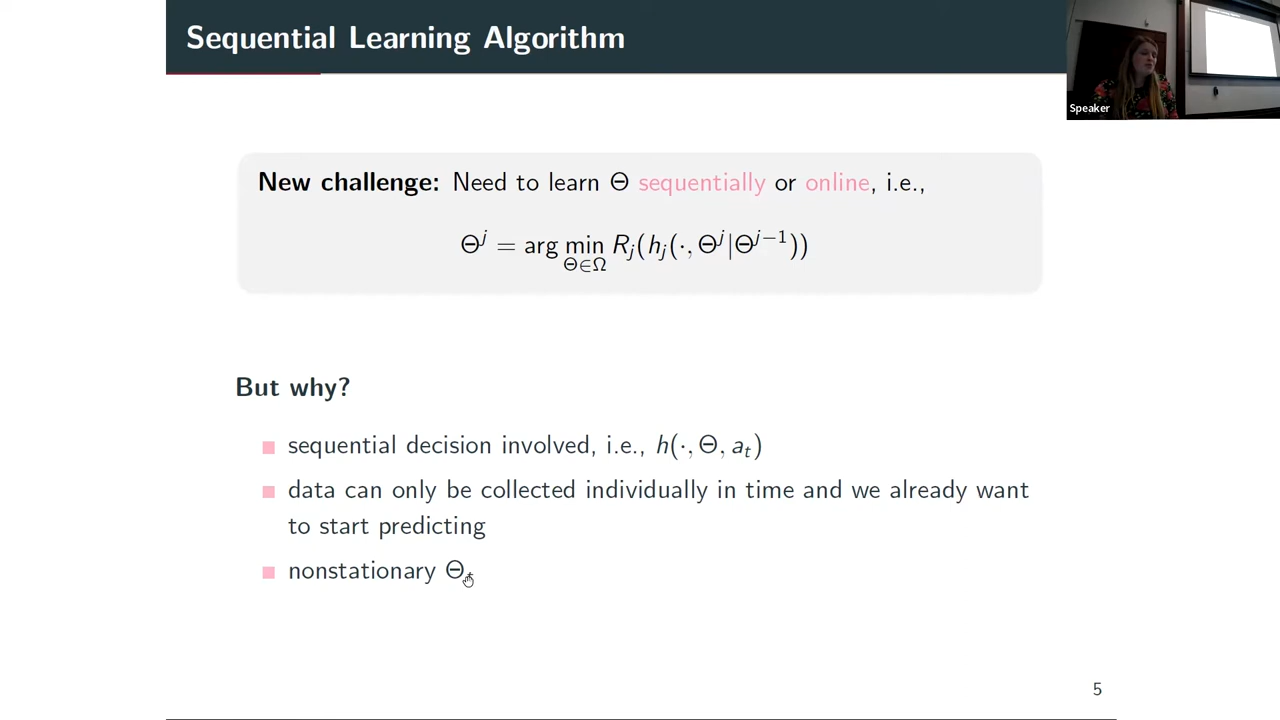 Sequential Learning Algorithm
Speaker
New challenge: Need to learn Θ sequentially or online, i.e.,
Θ^j = arg min_{Θ∈Ω} R_j(h_j(·, Θ^j|Θ^{j−1}))
But why?
sequential decision involved, i.e., h(·, Θ, a_t)
data can only be collected individually in time and we already want
to start predicting
nonstationary Θ
5